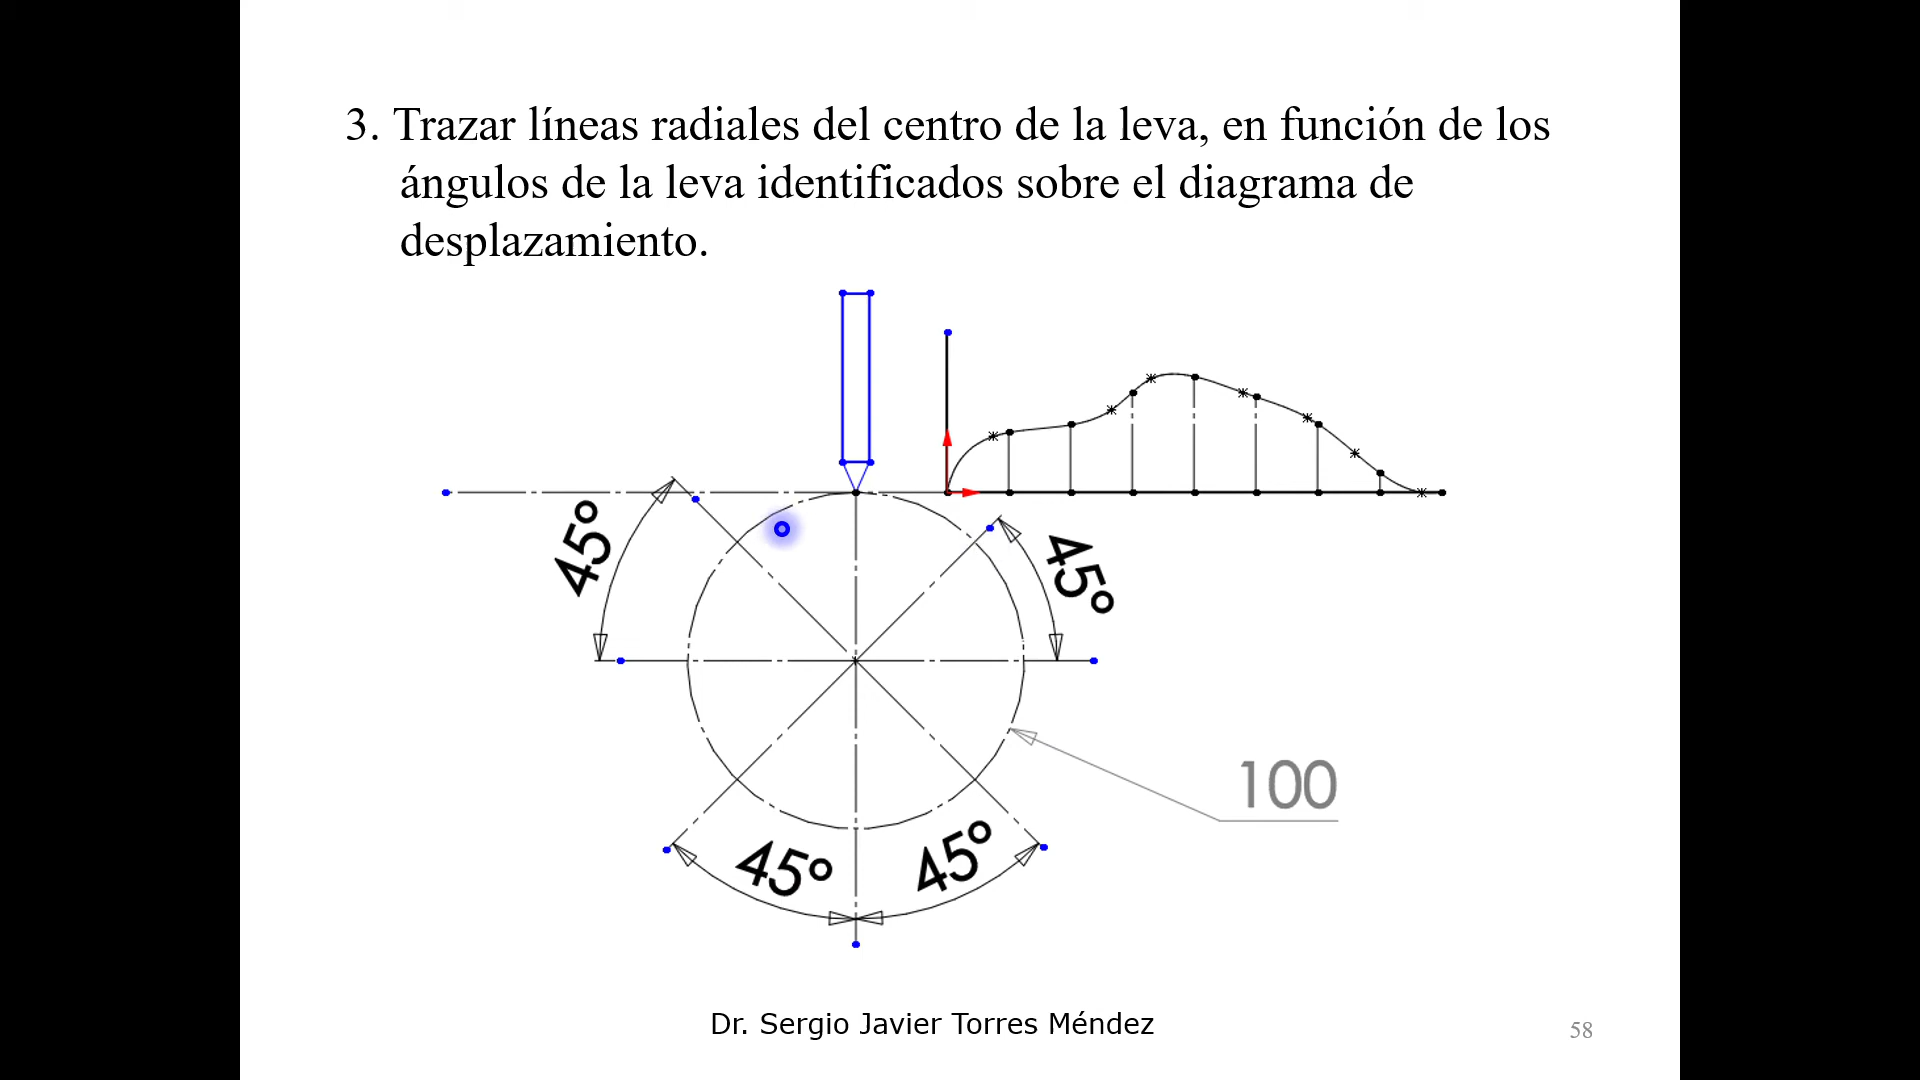 3. Trazar líneas radiales del centro de la leva, en función de los
ángulos de la leva identificados sobre el diagrama de
desplazamiento.
45°
45°
100
45°
45°
Dr. Sergio Javier Torres Méndez
58